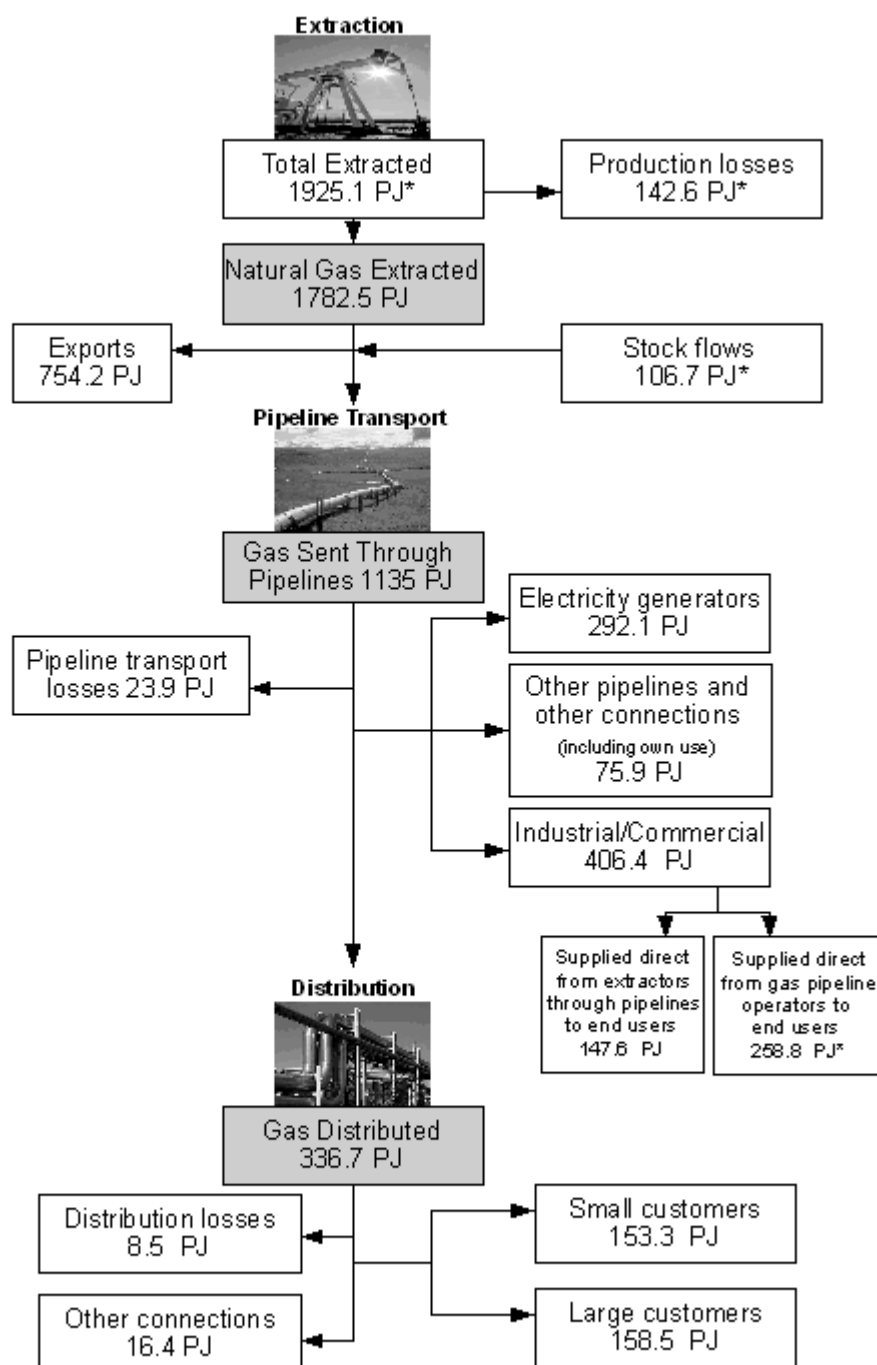 Extraction
Total Extracted
1925.1 PJ*
Production losses
142.6 PJ*
Natural Gas Extracted
1782.5 PJ
Exports
754.2 PJ
Stock flows
106.7 PJ*
Pipeline Transport
Gas Sent Through
Pipelines 1135 PJ
Electricity generators
292.1 PJ
Pipeline transport
losses 23.9 PJ
Other pipelines and
other connections
(including own use)
75.9 PJ
Industrial/Commercial
406.4 PJ
Supplied direct
from extractors
through pipelines
to end users
147.6 PJ
Supplied direct
from gas pipeline
operators to
end users
258.8 PJ*
Distribution
Gas Distributed
336.7 PJ
Distribution losses
8.5 PJ
Small customers
153.3 PJ
Other connections
16.4 PJ
Large customers
158.5 PJ